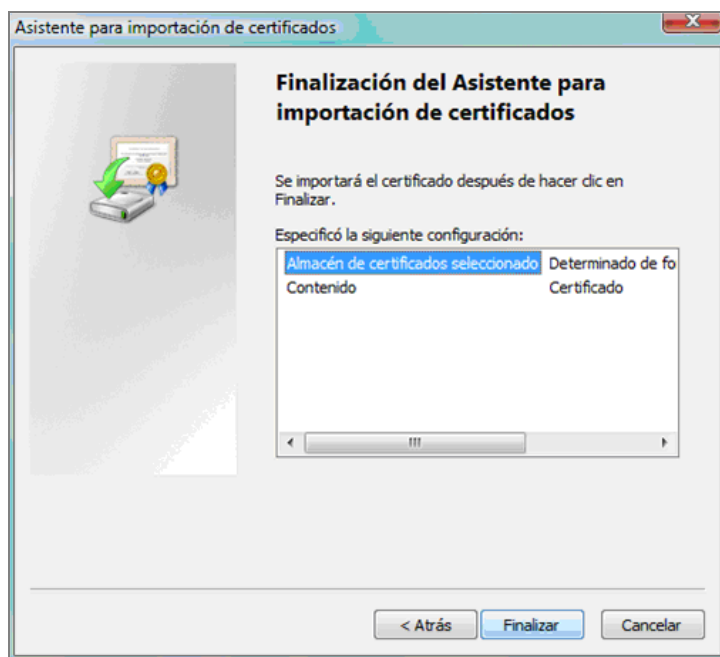 Asistente para importación de certificados
Finalización del Asistente para
importación de certificados
Se importará el certificado después de hacer clic en
Finalizar.
Especificó la siguiente configuración:
Almacén de certificados seleccionado Determinado de fo
Contenido Certificado
< Atrás Finalizar Cancelar